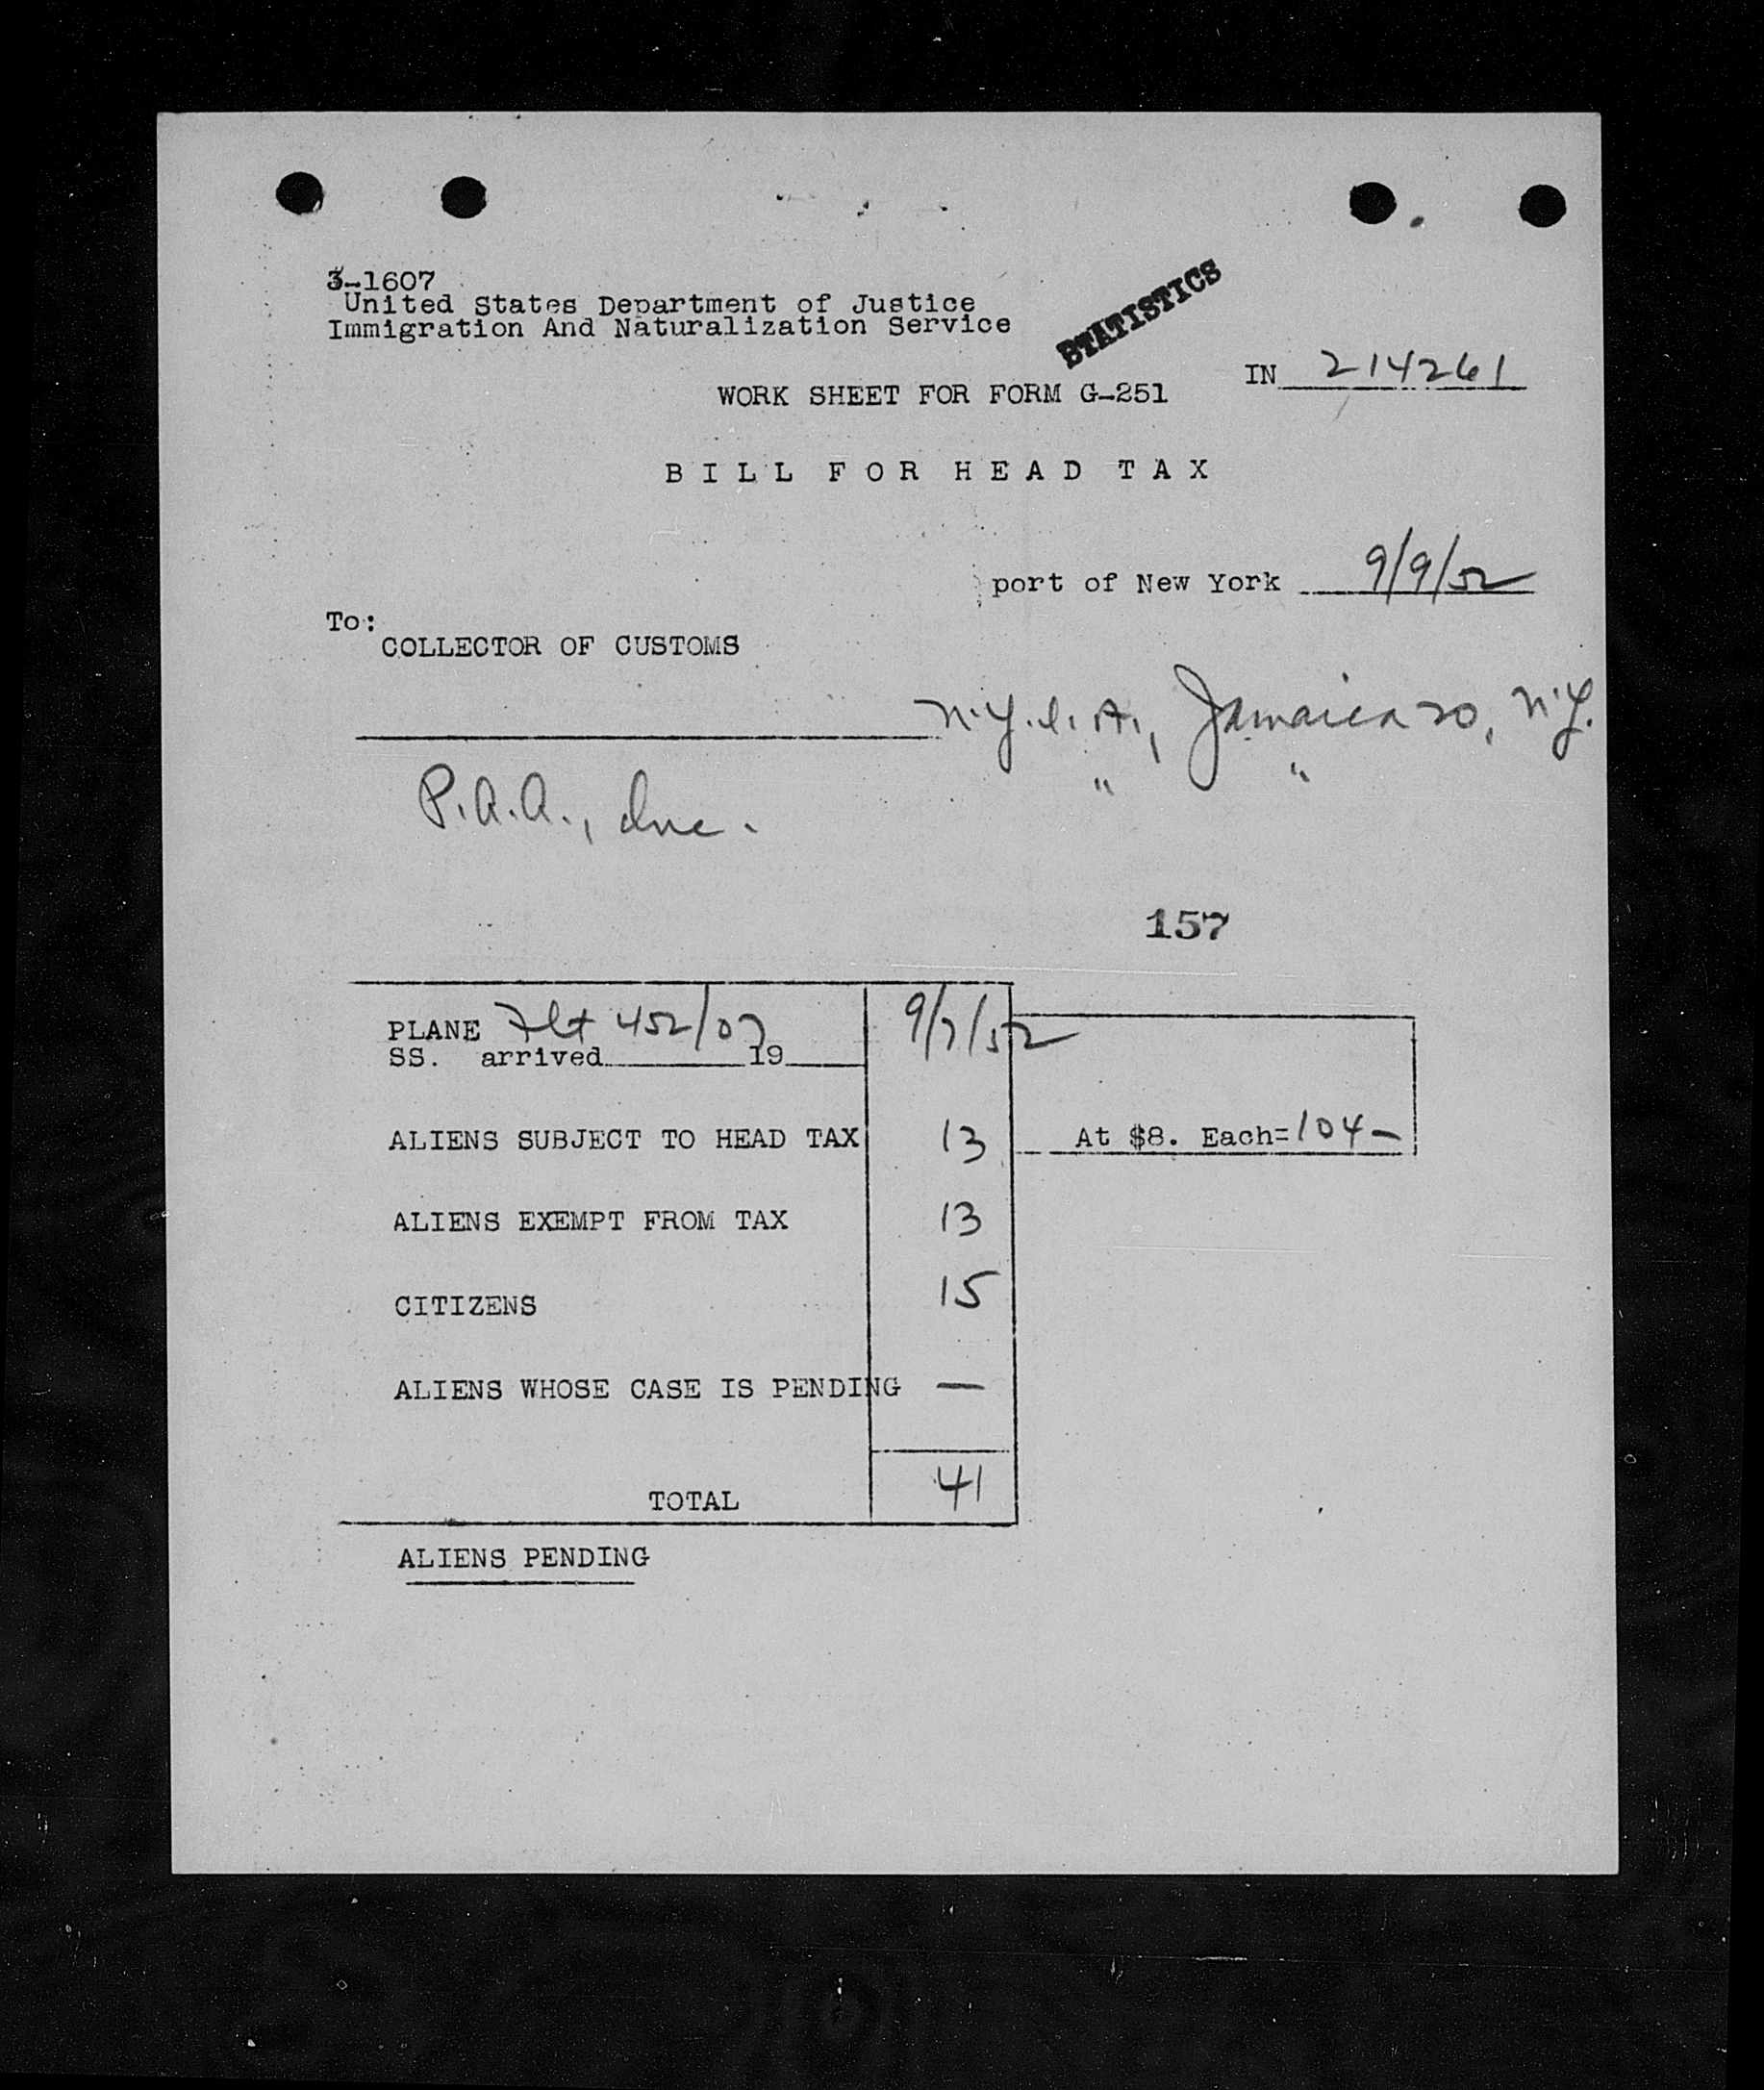 3-1607
United States Department of Justice
Immigration And Naturalization Service
STATISTICS
IN 214261
WORK SHEET FOR FORM G-251
BILL FOR HEAD TAX
port of New York 9/9/52
To:
COLLECTOR OF CUSTOMS
N.Y.I.A., Jamaica 20, N.Y.
" "
P.A.A., Inc.
157
PLANE Flt 452/07 9/7/52
SS. arrived 19
ALIENS SUBJECT TO HEAD TAX 13 At $8. Each=104-
ALIENS EXEMPT FROM TAX 13
CITIZENS 15
ALIENS WHOSE CASE IS PENDING —
TOTAL 41
ALIENS PENDING